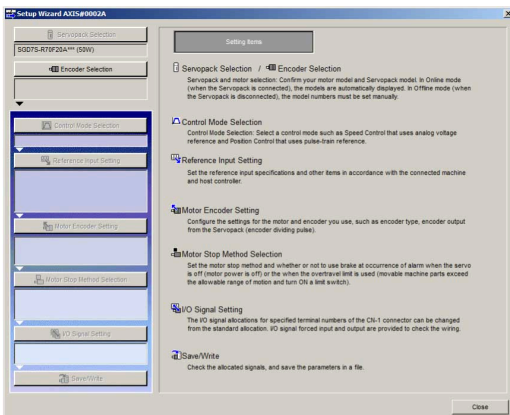 Setup Wizard AXIS#0002A
Servopack Selection
SGD7S-R70F20A*** (50W)
Encoder Selection
Control Mode Selection
Reference Input Setting
Motor Encoder Setting
Motor Stop Method Selection
I/O Signal Setting
Save/Write
Setting Items
Servopack Selection / Encoder Selection
Servopack and motor selection: Confirm your motor model and Servopack model. In Online mode
(when the Servopack is connected), the models are automatically displayed. In Offline mode (when
the Servopack is disconnected), the model numbers must be set manually.
Control Mode Selection
Control Mode Selection: Select a control mode such as Speed Control that uses analog voltage
reference and Position Control that uses pulse-train reference.
Reference Input Setting
Set the reference input specifications and other items in accordance with the connected machine
and host controller.
Motor Encoder Setting
Configure the settings for the motor and encoder you use, such as encoder type, encoder output
from the Servopack (encoder dividing pulse).
Motor Stop Method Selection
Set the motor stop method and whether or not to use brake at occurrence of alarm when the servo
is off (motor power is off) or the when the overtravel limit is used (movable machine parts exceed
the allowable range of motion and turn ON a limit switch).
I/O Signal Setting
The I/O signal allocations for specified terminal numbers of the CN-1 connector can be changed
from the standard allocation. I/O signal forced input and output are provided to check the wiring.
Save/Write
Check the allocated signals, and save the parameters in a file.
Close